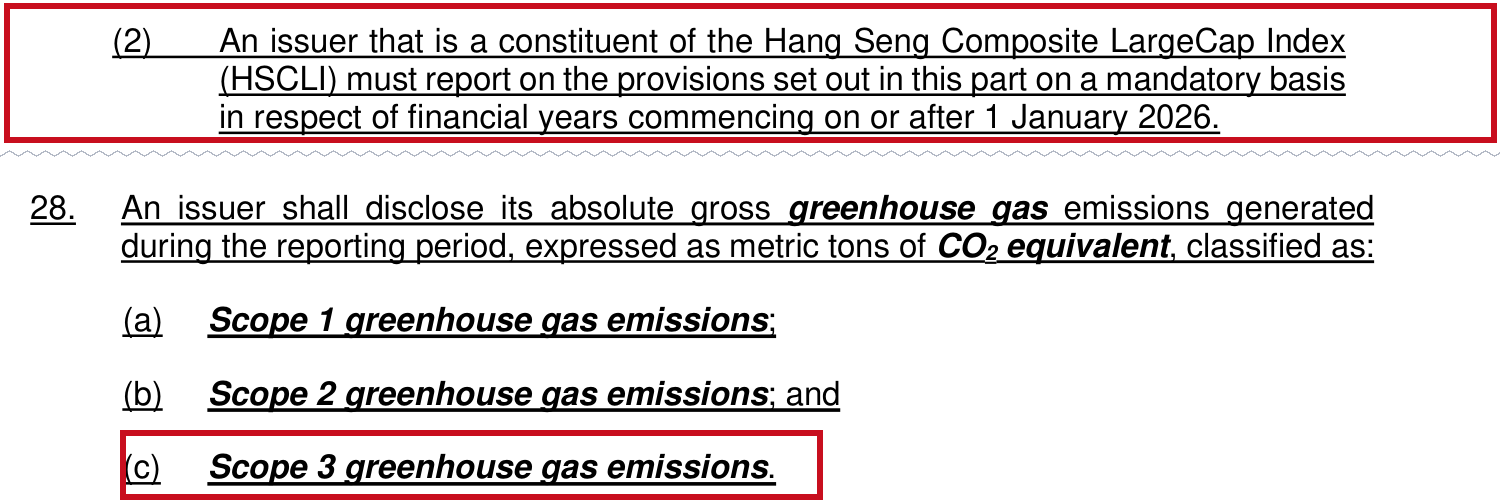 (2) An issuer that is a constituent of the Hang Seng Composite LargeCap Index
(HSCLI) must report on the provisions set out in this part on a mandatory basis
in respect of financial years commencing on or after 1 January 2026.
28. An issuer shall disclose its absolute gross greenhouse gas emissions generated
during the reporting period, expressed as metric tons of CO₂ equivalent, classified as:
(a) Scope 1 greenhouse gas emissions;
(b) Scope 2 greenhouse gas emissions; and
(c) Scope 3 greenhouse gas emissions.